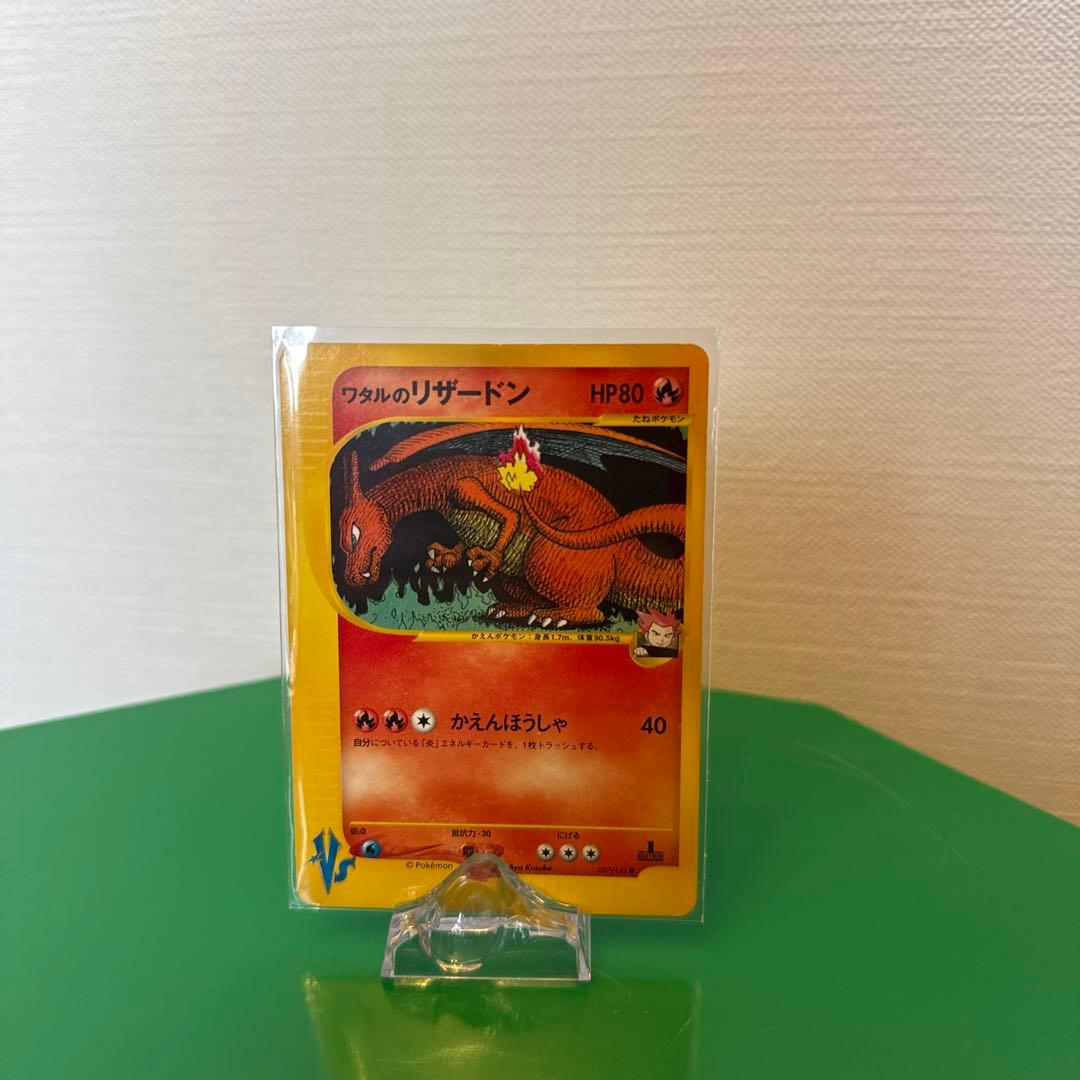 ワタルのリザードン HP80
たねポケモン
かえんポケモン：身長1.7m、体重90.5kg
かえんほうしゃ 40
自分についている「炎」エネルギーカードを、1枚トラッシュする。
弱点 抵抗力 -30 にげる
1
EDITION
VS
© Pokémon Aya Kusube 097/141